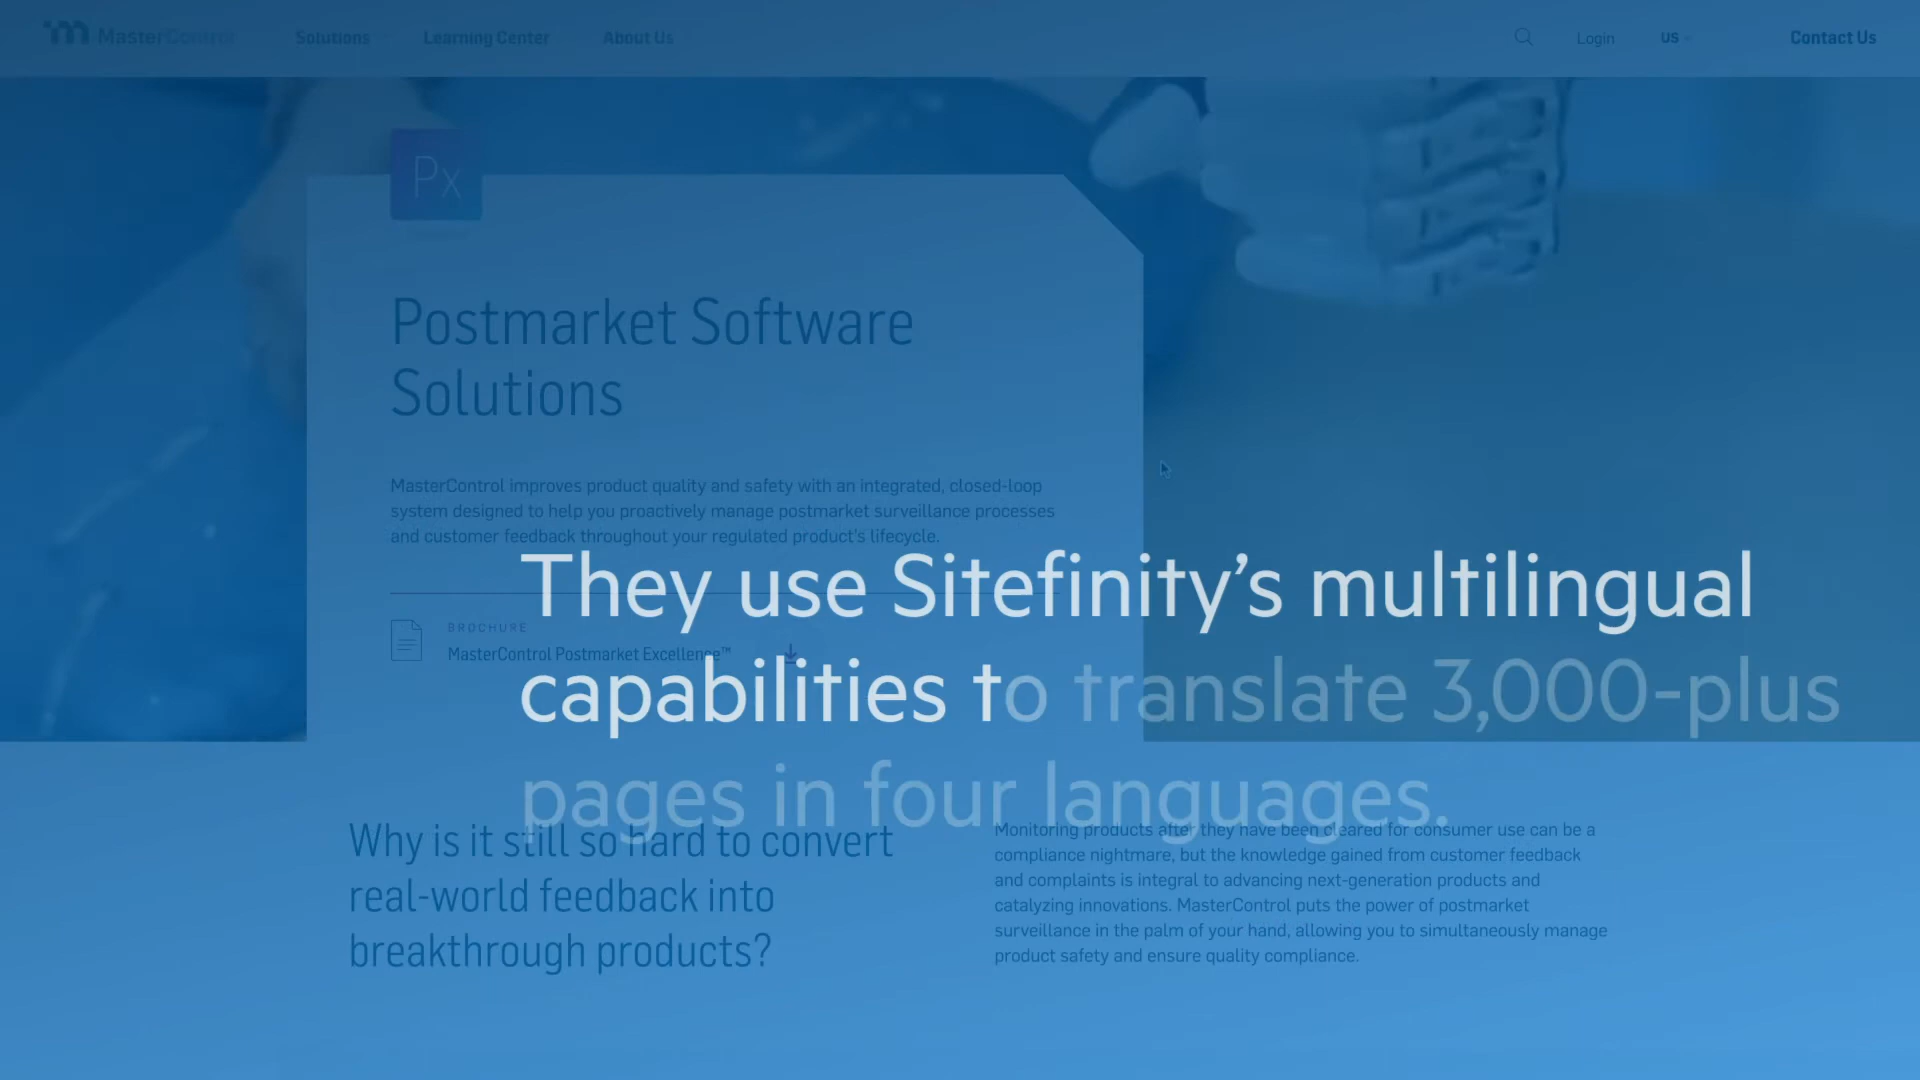 MasterControl
Solutions
Learning Center
About Us
Login
US
Contact Us
Px
Postmarket Software
Solutions
MasterControl improves product quality and safety with an integrated, closed-loop
system designed to help you proactively manage postmarket surveillance processes
and customer feedback throughout your regulated product's lifecycle.
BROCHURE
MasterControl Postmarket Excellence™
They use Sitefinity’s multilingual
capabilities to translate 3,000-plus
pages in four languages.
Why is it still so hard to convert
real-world feedback into
breakthrough products?
Monitoring products after they have been cleared for consumer use can be a
compliance nightmare, but the knowledge gained from customer feedback
and complaints is integral to advancing next-generation products and
catalyzing innovations. MasterControl puts the power of postmarket
surveillance in the palm of your hand, allowing you to simultaneously manage
product safety and ensure quality compliance.